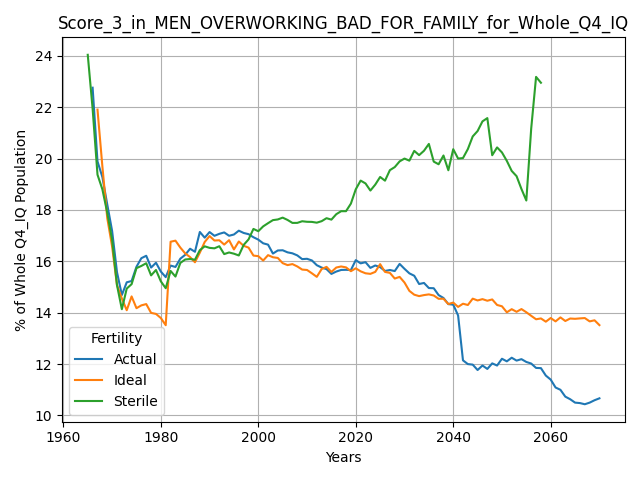 Score_3_in_MEN_OVERWORKING_BAD_FOR_FAMILY_for_Whole_Q4_IQ
% of Whole Q4_IQ Population
24
22
20
18
16
14
12
10
Fertility
Actual
Ideal
Sterile
1960 1980 2000 2020 2040 2060
Years